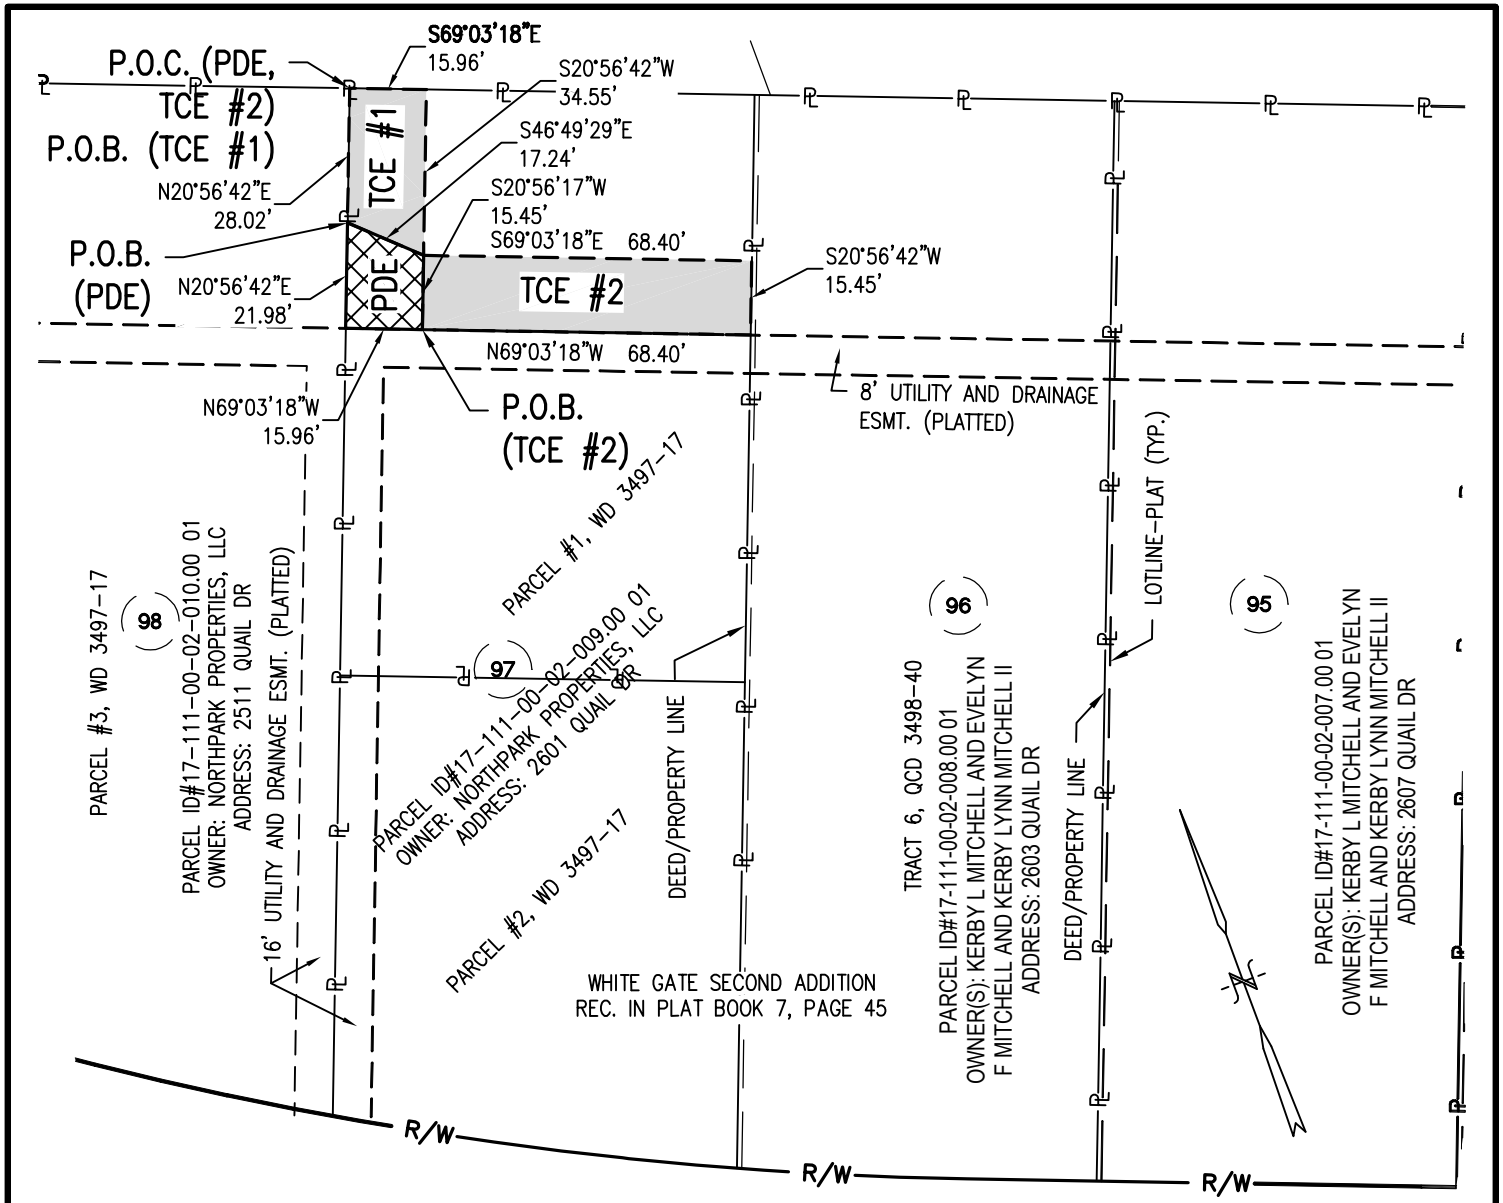 S69°03'18"E
15.96'
P.O.C. (PDE,
TCE #2)
P.O.B. (TCE #1)
S20°56'42"W
34.55'
S46°49'29"E
17.24'
TCE #1
N20°56'42"E
28.02'
S20°56'17"W
15.45'
S69°03'18"E 68.40'
P.O.B.
(PDE)
N20°56'42"E
21.98'
PDE
TCE #2
S20°56'42"W
15.45'
N69°03'18"W 68.40'
N69°03'18"W
15.96'
P.O.B.
(TCE #2)
8' UTILITY AND DRAINAGE
ESMT. (PLATTED)
PARCEL #3, WD 3497-17
98
PARCEL ID#17-111-00-02-010.00 01
OWNER: NORTHPARK PROPERTIES, LLC
ADDRESS: 2511 QUAIL DR
16' UTILITY AND DRAINAGE ESMT. (PLATTED)
PARCEL #1, WD 3497-17
97
PARCEL ID#17-111-00-02-009.00 01
OWNER: NORTHPARK PROPERTIES, LLC
ADDRESS: 2601 QUAIL DR
PARCEL #2, WD 3497-17
DEED/PROPERTY LINE
WHITE GATE SECOND ADDITION
REC. IN PLAT BOOK 7, PAGE 45
96
TRACT 6, QCD 3498-40
PARCEL ID#17-111-00-02-008.00 01
OWNER(S): KERBY L MITCHELL AND EVELYN
F MITCHELL AND KERBY LYNN MITCHELL II
ADDRESS: 2603 QUAIL DR
DEED/PROPERTY LINE
LOTLINE-PLAT (TYP.)
95
PARCEL ID#17-111-00-02-007.00 01
OWNER(S): KERBY L MITCHELL AND EVELYN
F MITCHELL AND KERBY LYNN MITCHELL II
ADDRESS: 2607 QUAIL DR
N
R/W
R/W
R/W